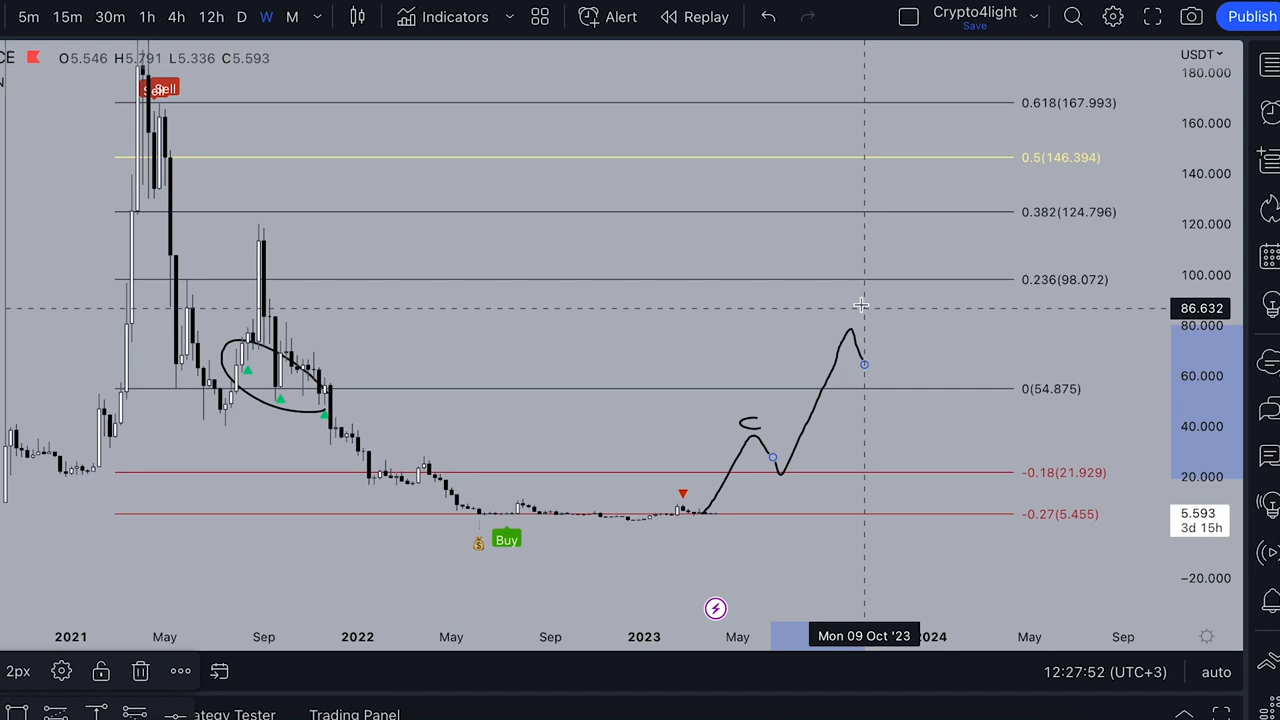 5m 15m 30m 1h 4h 12h D W M Indicators Alert Replay Crypto4light Publish
Save
CE O5.546 H5.791 L5.336 C5.593
N
USDT
180.000
Sell
0.618(167.993)
160.000
0.5(146.394)
140.000
0.382(124.796)
120.000
0.236(98.072)
100.000
86.632
80.000
60.000
0(54.875)
40.000
-0.18(21.929)
20.000
-0.27(5.455)
5.593
3d 15h
$
Buy
−20.000
2021 May Sep 2022 May Sep 2023 May Mon 09 Oct '23 2024 May Sep
2px 12:27:52 (UTC+3) auto
ategy Tester Trading Panel